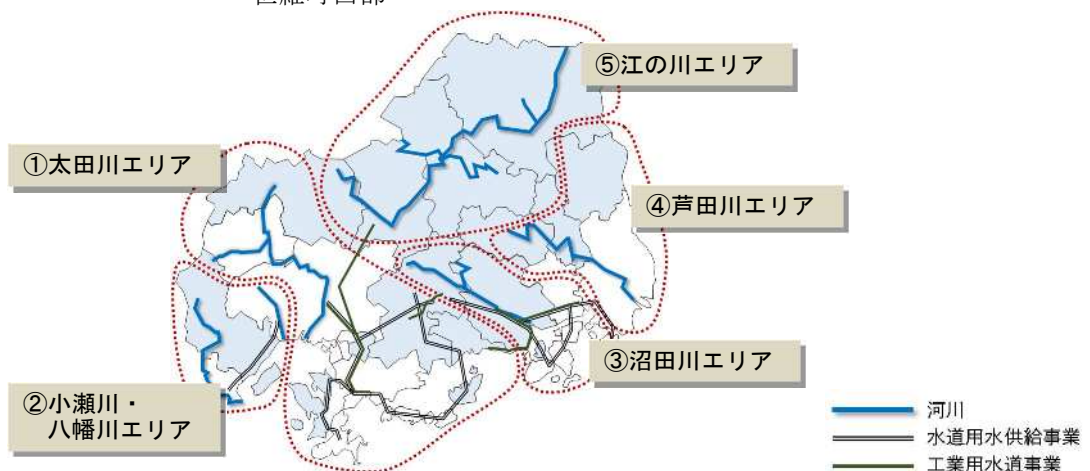 ⑤江の川エリア
①太田川エリア
④芦田川エリア
③沼田川エリア
②小瀬川・
八幡川エリア
河川
水道用水供給事業
工業用水道事業